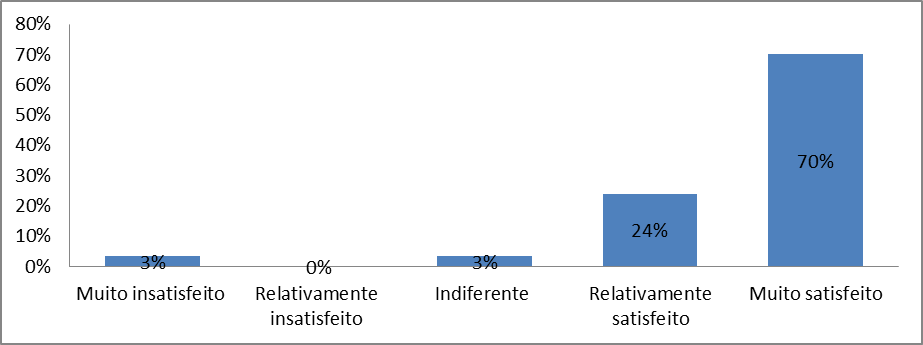 80%
70%
60%
50%
40%
30%
20%
10%
0%
3%
0%
3%
24%
70%
Muito insatisfeito
Relativamente
insatisfeito
Indiferente
Relativamente
satisfeito
Muito satisfeito